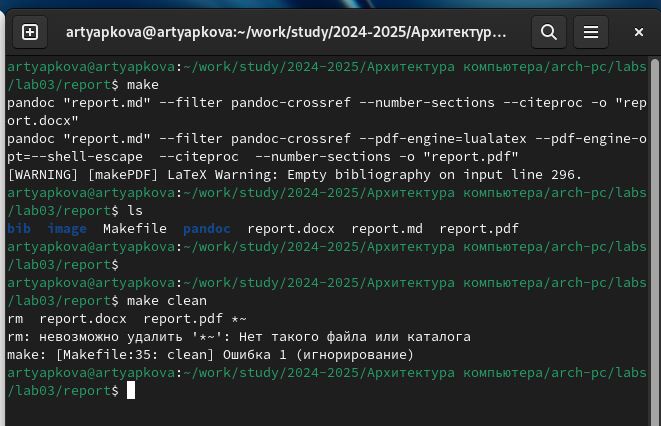 artyapkova@artyapkova:~/work/study/2024-2025/Архитектур...
artyapkova@artyapkova:~/work/study/2024-2025/Архитектура компьютера/arch-pc/labs
/lab03/report$ make
pandoc "report.md" --filter pandoc-crossref --number-sections --citeproc -o "rep
ort.docx"
pandoc "report.md" --filter pandoc-crossref --pdf-engine=lualatex --pdf-engine-o
pt=--shell-escape  --citeproc  --number-sections -o "report.pdf"
[WARNING] [makePDF] LaTeX Warning: Empty bibliography on input line 296.
artyapkova@artyapkova:~/work/study/2024-2025/Архитектура компьютера/arch-pc/labs
/lab03/report$ ls
bib  image  Makefile  pandoc  report.docx  report.md  report.pdf
artyapkova@artyapkova:~/work/study/2024-2025/Архитектура компьютера/arch-pc/labs
/lab03/report$
artyapkova@artyapkova:~/work/study/2024-2025/Архитектура компьютера/arch-pc/labs
/lab03/report$ make clean
rm  report.docx  report.pdf *~
rm: невозможно удалить '*~': Нет такого файла или каталога
make: [Makefile:35: clean] Ошибка 1 (игнорирование)
artyapkova@artyapkova:~/work/study/2024-2025/Архитектура компьютера/arch-pc/labs
/lab03/report$